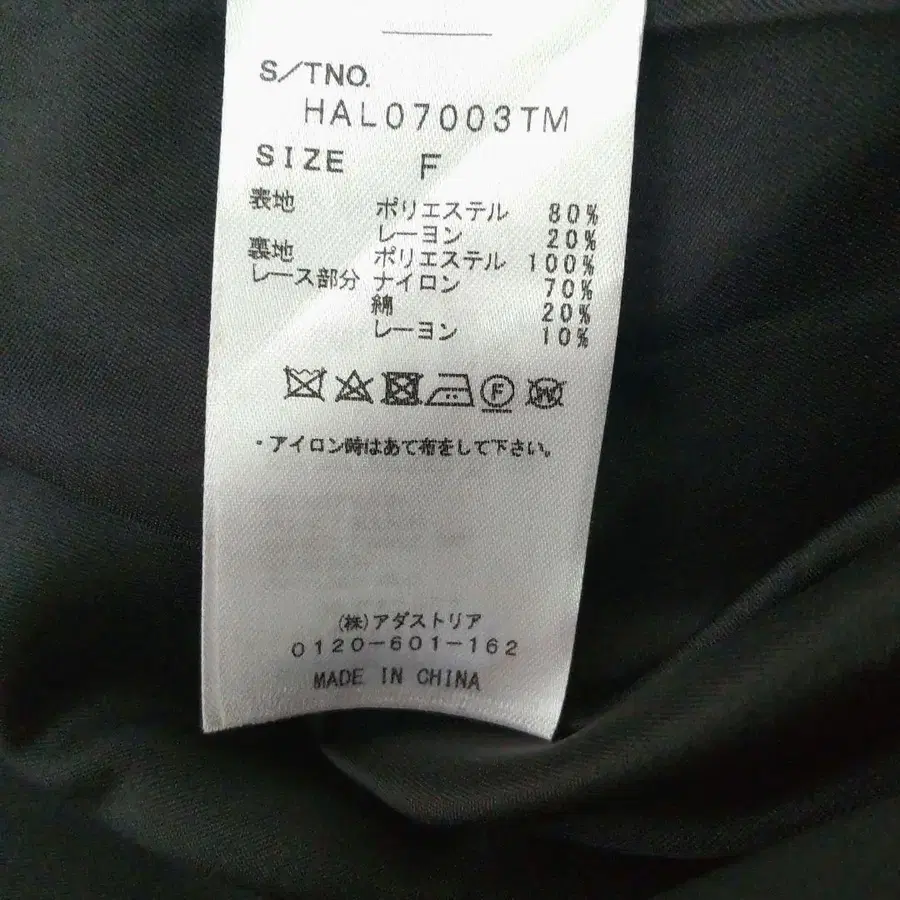 S/TNO.
HAL07003TM
SIZE F
表地 ポリエステル 80%
レーヨン 20%
裏地 ポリエステル 100%
レース部分 ナイロン 70%
綿 20%
レーヨン 10%
F W
・アイロン時はあて布をして下さい。
(株)アダストリア
0120-601-162
MADE IN CHINA